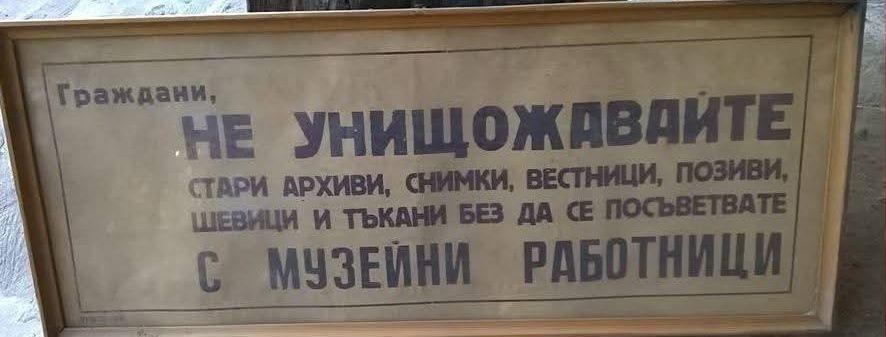 Граждани,
НЕ УНИЩОЖАВАЙТЕ
СТАРИ АРХИВИ, СНИМКИ, ВЕСТНИЦИ, ПОЗИВИ,
ШЕВИЦИ И ТЪКАНИ БЕЗ ДА СЕ ПОСЪВЕТВАТЕ
С МУЗЕЙНИ РАБОТНИЦИ